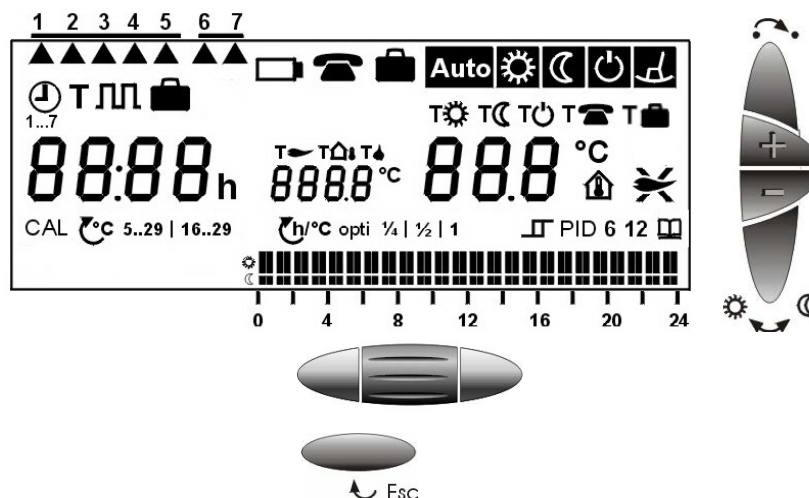 1 2 3 4 5 6 7
Auto
T
1...7
T T T T T
88:88 h
T T T
888.8 °C
88.8 °C
CAL °C 5..29 | 16..29
h/°C opti ¼ | ½ | 1
PID 6 12
0 4 8 12 16 20 24
+
−
Esc